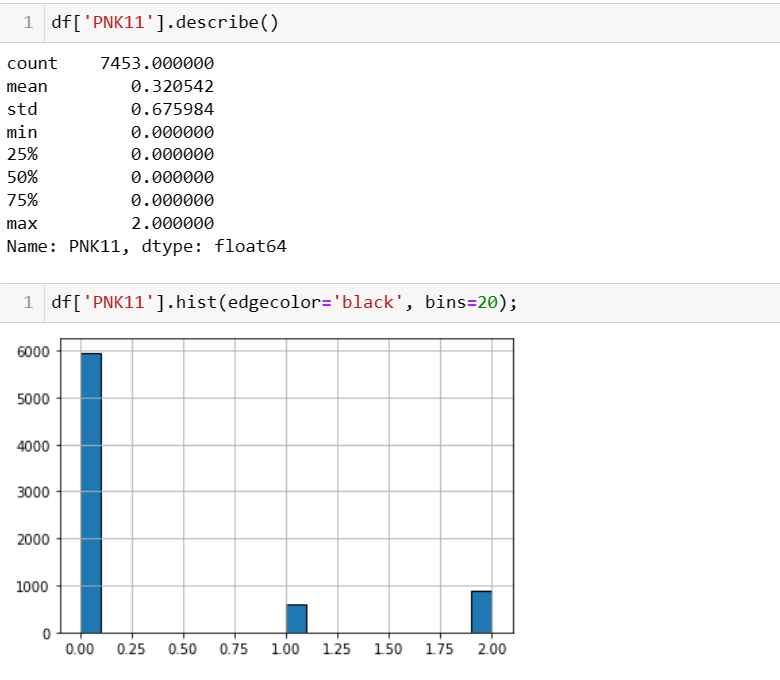 1 df['PNK11'].describe()
count 7453.000000
mean 0.320542
std 0.675984
min 0.000000
25% 0.000000
50% 0.000000
75% 0.000000
max 2.000000
Name: PNK11, dtype: float64
1 df['PNK11'].hist(edgecolor='black', bins=20);
6000
5000
4000
3000
2000
1000
0
0.00 0.25 0.50 0.75 1.00 1.25 1.50 1.75 2.00